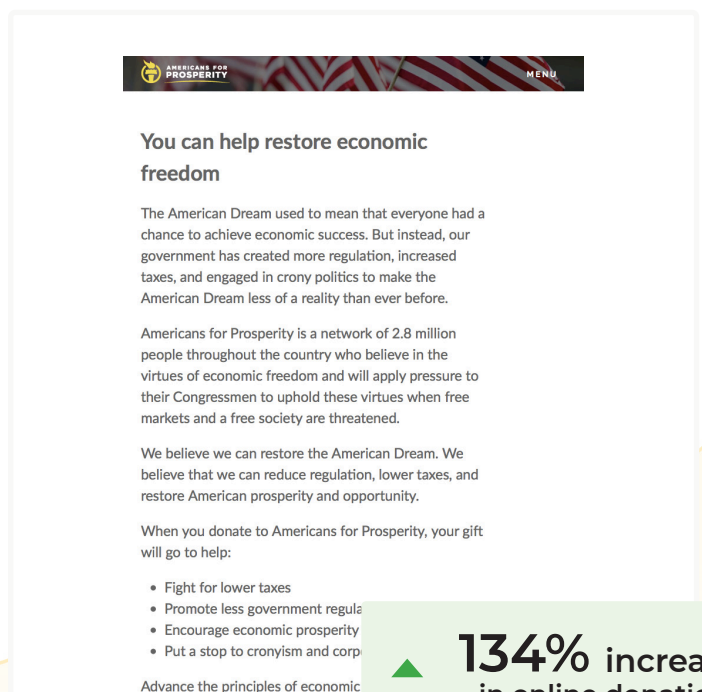 AMERICANS FOR
PROSPERITY
MENU
You can help restore economic
freedom
The American Dream used to mean that everyone had a
chance to achieve economic success. But instead, our
government has created more regulation, increased
taxes, and engaged in crony politics to make the
American Dream less of a reality than ever before.
Americans for Prosperity is a network of 2.8 million
people throughout the country who believe in the
virtues of economic freedom and will apply pressure to
their Congressmen to uphold these virtues when free
markets and a free society are threatened.
We believe we can restore the American Dream. We
believe that we can reduce regulation, lower taxes, and
restore American prosperity and opportunity.
When you donate to Americans for Prosperity, your gift
will go to help:
• Fight for lower taxes
• Promote less government regula
• Encourage economic prosperity
• Put a stop to cronyism and corp
Advance the principles of economic
134% increa
in online donatio